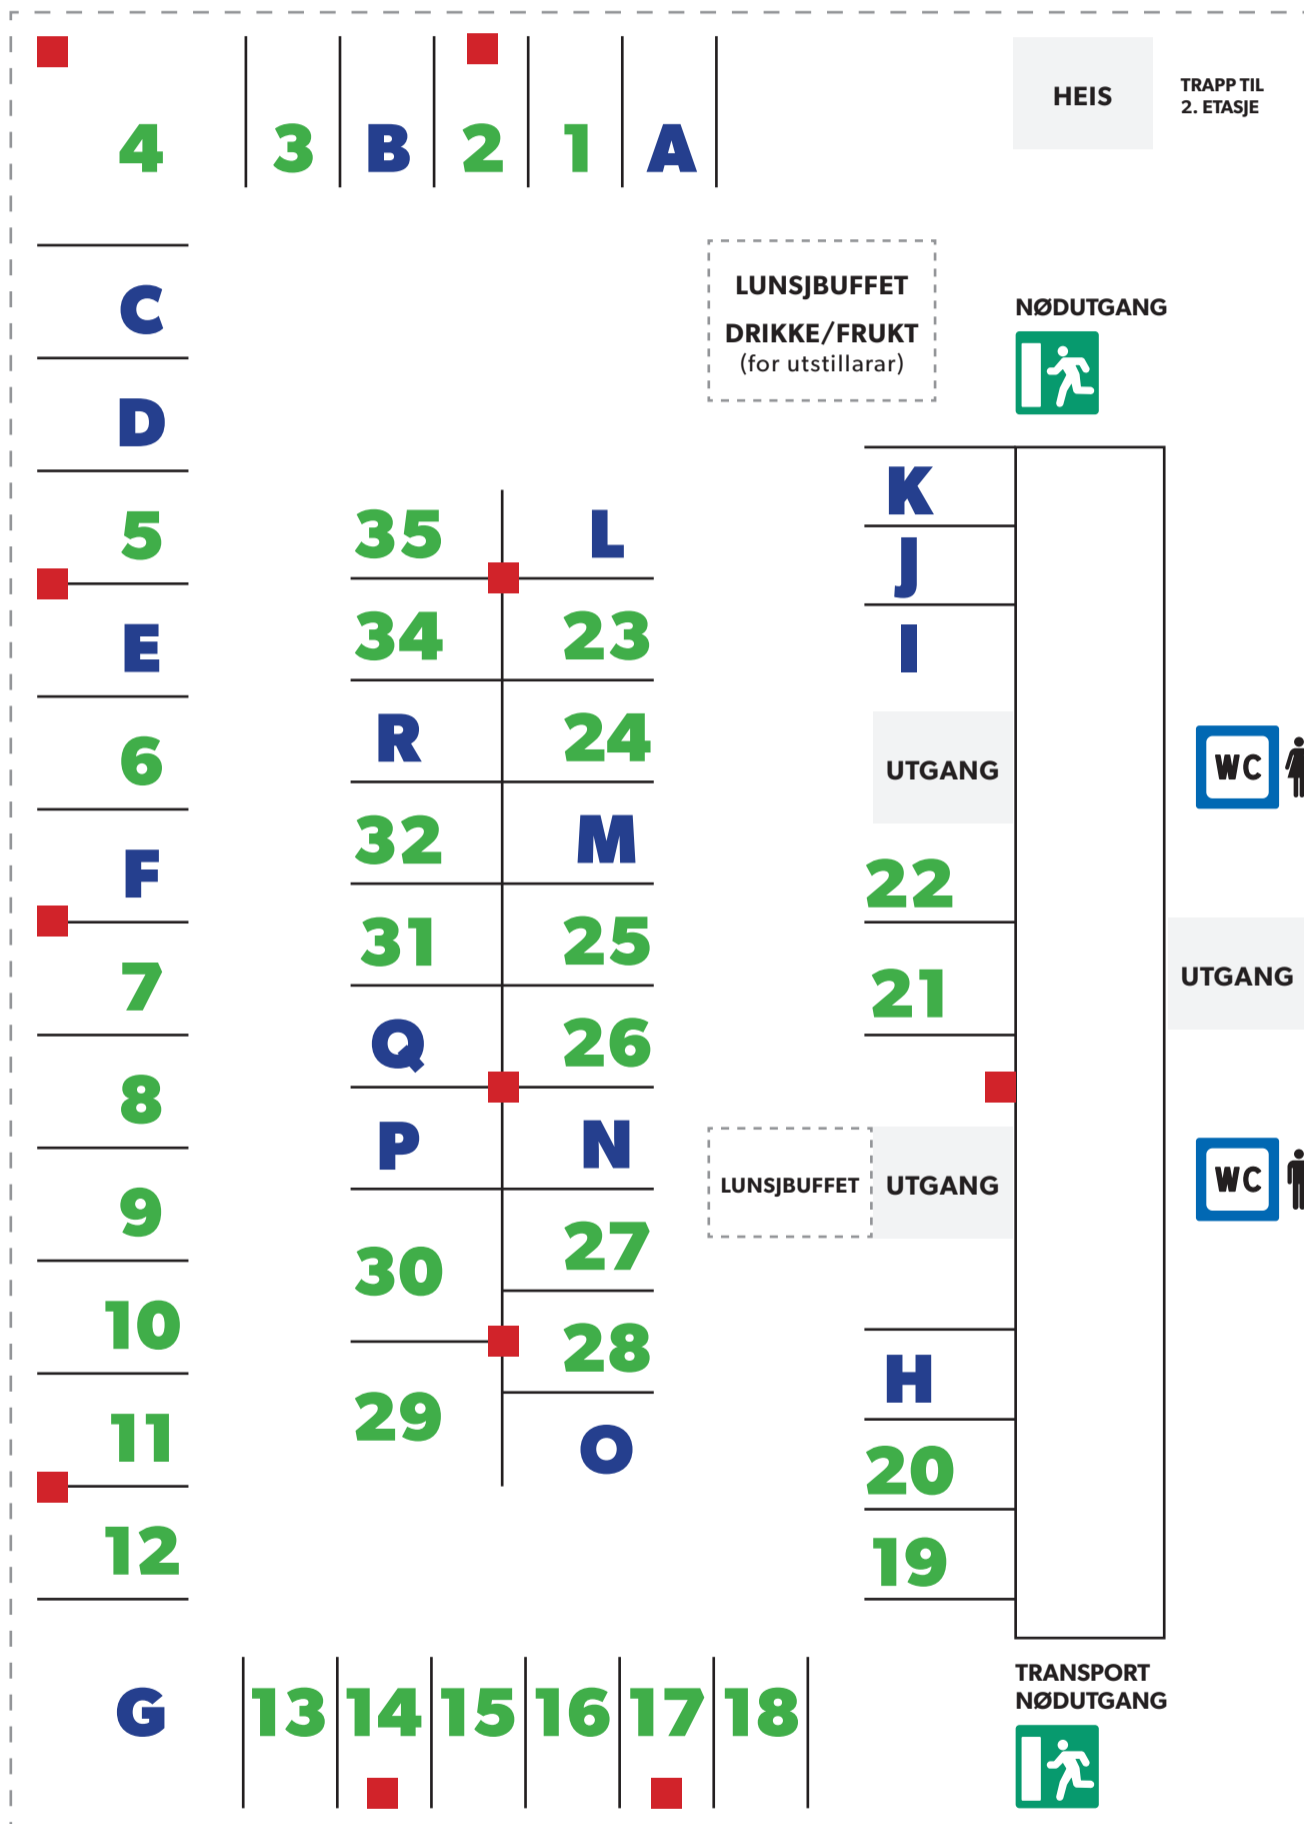 4 3 B 2 1 A
HEIS
TRAPP TIL
2. ETASJE
C
D
5
E
6
F
7
8
9
10
11
12
G
13 14 15 16 17 18
LUNSJBUFFET
DRIKKE/FRUKT
(for utstillarar)
NØDUTGANG
35 L
34 23
R 24
32 M
31 25
Q 26
P N
30 27
29 28
O
K
J
I
UTGANG
22
21
LUNSJBUFFET
UTGANG
H
20
19
WC
UTGANG
WC
TRANSPORT
NØDUTGANG